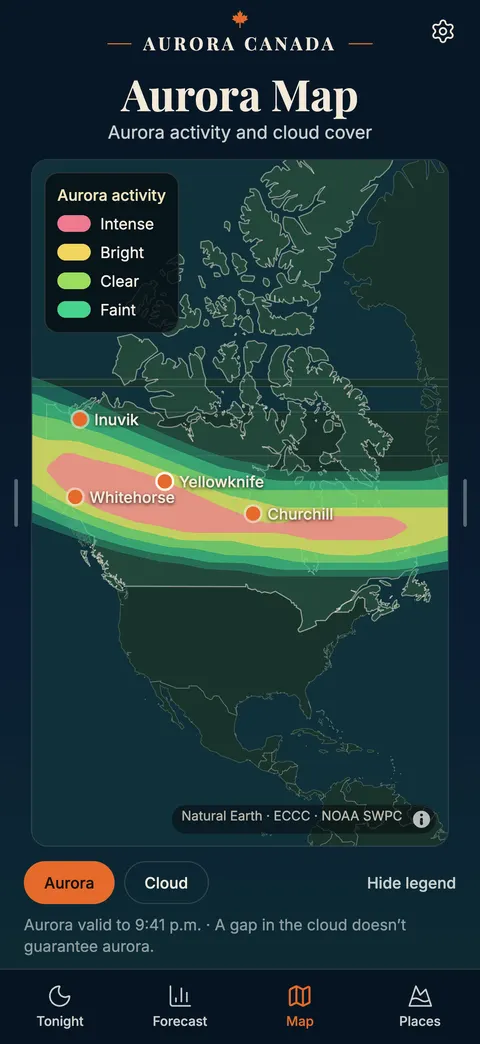 AURORA CANADA
Aurora Map
Aurora activity and cloud cover
Aurora activity
Intense
Bright
Clear
Faint
Inuvik
Yellowknife
Whitehorse
Churchill
Natural Earth · ECCC · NOAA SWPC
Aurora
Cloud
Hide legend
Aurora valid to 9:41 p.m. · A gap in the cloud doesn’t
guarantee aurora.
Tonight
Forecast
Map
Places